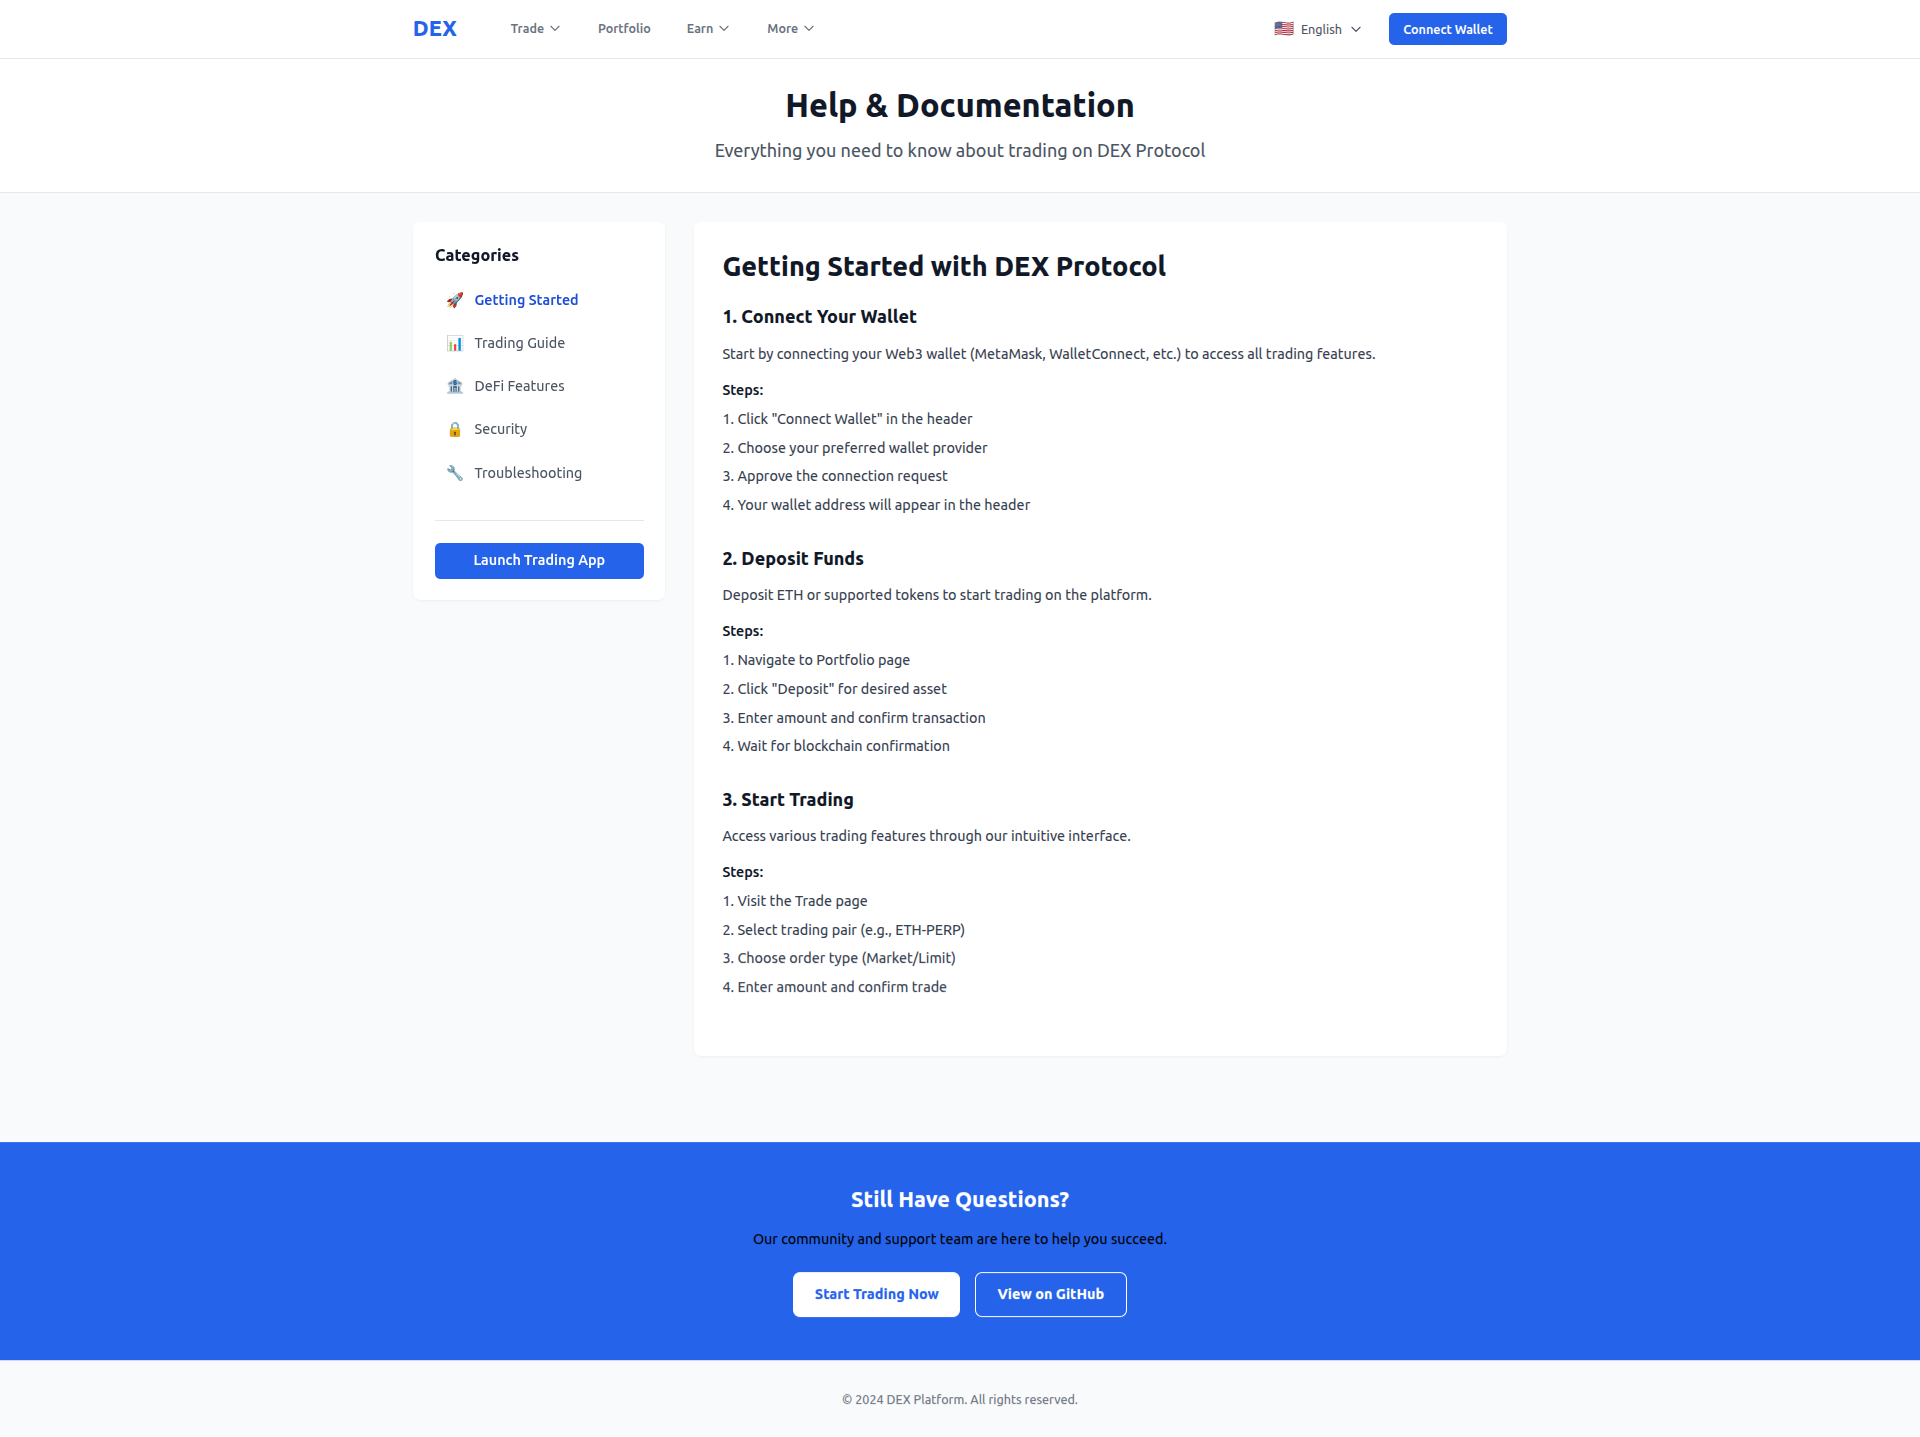 DEX
Trade
Portfolio
Earn
More
English
Connect Wallet
Help & Documentation
Everything you need to know about trading on DEX Protocol
Categories
Getting Started
Trading Guide
DeFi Features
Security
Troubleshooting
Launch Trading App
Getting Started with DEX Protocol
1. Connect Your Wallet
Start by connecting your Web3 wallet (MetaMask, WalletConnect, etc.) to access all trading features.
Steps:
1. Click "Connect Wallet" in the header
2. Choose your preferred wallet provider
3. Approve the connection request
4. Your wallet address will appear in the header
2. Deposit Funds
Deposit ETH or supported tokens to start trading on the platform.
Steps:
1. Navigate to Portfolio page
2. Click "Deposit" for desired asset
3. Enter amount and confirm transaction
4. Wait for blockchain confirmation
3. Start Trading
Access various trading features through our intuitive interface.
Steps:
1. Visit the Trade page
2. Select trading pair (e.g., ETH-PERP)
3. Choose order type (Market/Limit)
4. Enter amount and confirm trade
Still Have Questions?
Our community and support team are here to help you succeed.
Start Trading Now
View on GitHub
© 2024 DEX Platform. All rights reserved.